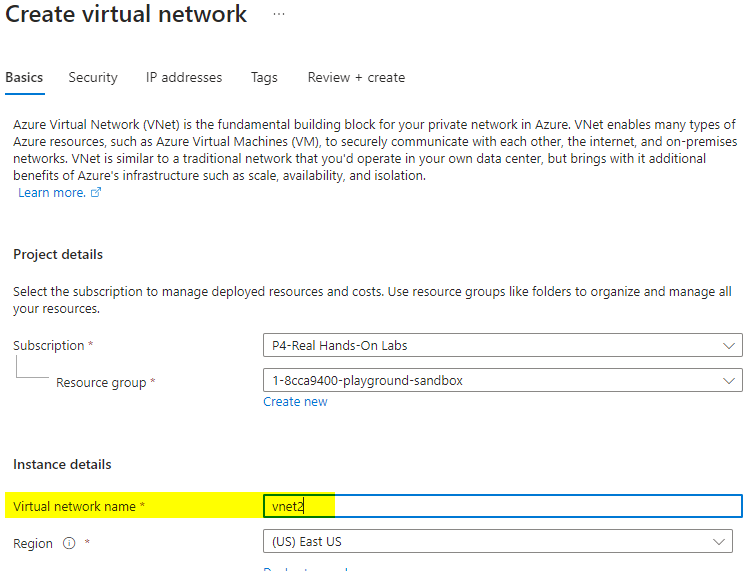 Create virtual network ...
Basics Security IP addresses Tags Review + create
Azure Virtual Network (VNet) is the fundamental building block for your private network in Azure. VNet enables many types of
Azure resources, such as Azure Virtual Machines (VM), to securely communicate with each other, the internet, and on-premises
networks. VNet is similar to a traditional network that you'd operate in your own data center, but brings with it additional
benefits of Azure's infrastructure such as scale, availability, and isolation.
Learn more.
Project details
Select the subscription to manage deployed resources and costs. Use resource groups like folders to organize and manage all
your resources.
Subscription * P4-Real Hands-On Labs
Resource group * 1-8cca9400-playground-sandbox
Create new
Instance details
Virtual network name * vnet2
Region * (US) East US